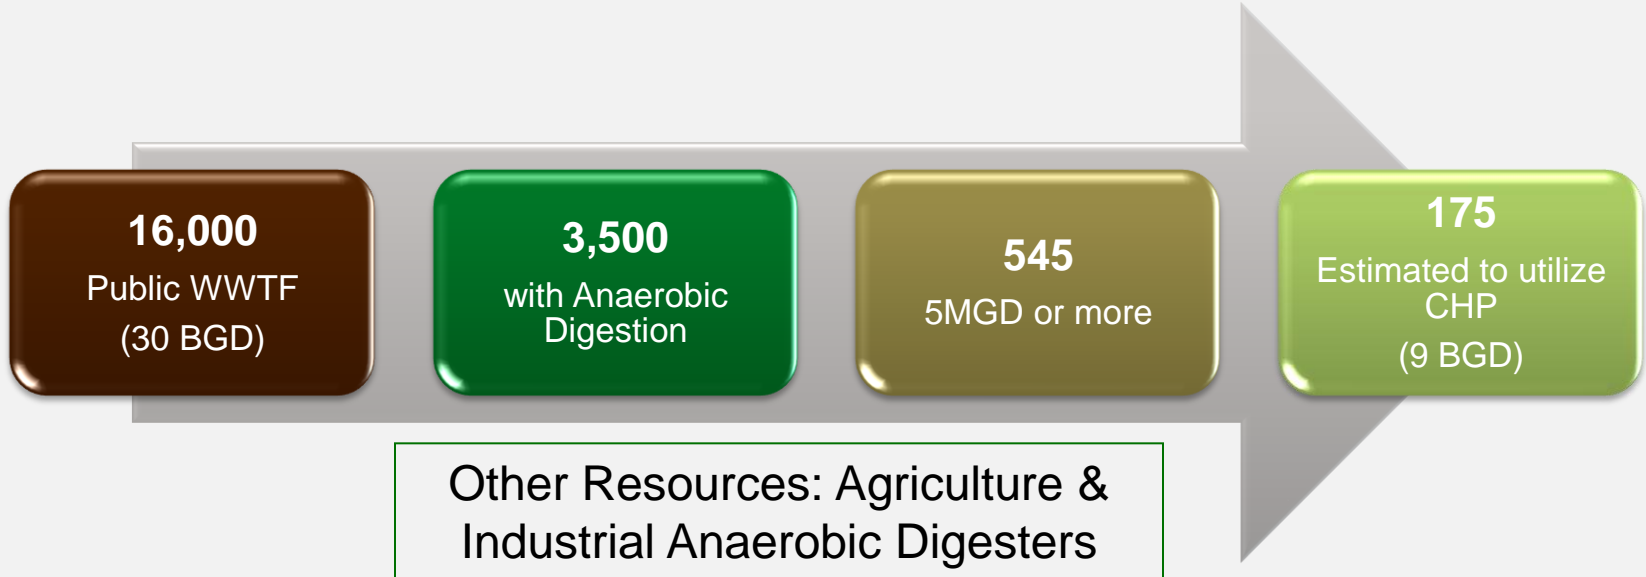 16,000
Public WWTF
(30 BGD)
3,500
with Anaerobic
Digestion
545
5MGD or more
175
Estimated to utilize
CHP
(9 BGD)
Other Resources: Agriculture &
Industrial Anaerobic Digesters